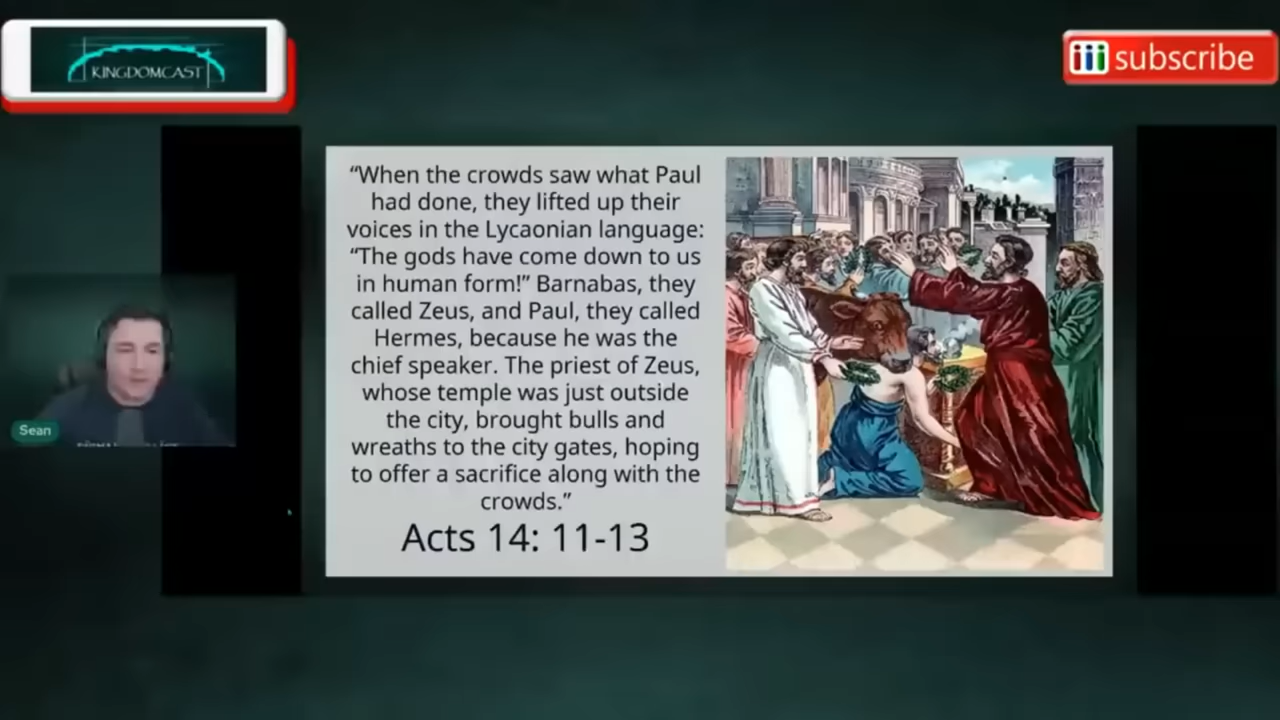 KINGDOMCAST
subscribe
“When the crowds saw what Paul
had done, they lifted up their
voices in the Lycaonian language:
“The gods have come down to us
in human form!” Barnabas, they
called Zeus, and Paul, they called
Hermes, because he was the
chief speaker. The priest of Zeus,
whose temple was just outside
the city, brought bulls and
wreaths to the city gates, hoping
to offer a sacrifice along with the
crowds.”
Acts 14: 11-13
Sean